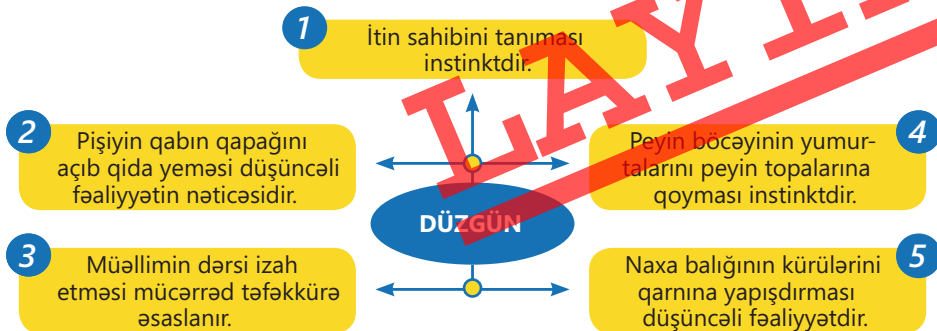 1
İtin sahibini tanıması
instinktdir.
2
Pişiyin qabın qapağını
açıb qida yeməsi düşüncəli
fəaliyyətin nəticəsidir.
4
Peyin böcəyinin yumur-
talarını peyin topalarına
qoyması instinktdir.
DÜZGÜN
3
Müəllimin dərsi izah
etməsi mücərrəd təfəkkürə
əsaslanır.
5
Naxa balığının kürülərini
qarnına yapışdırması
düşüncəli fəaliyyətdir.